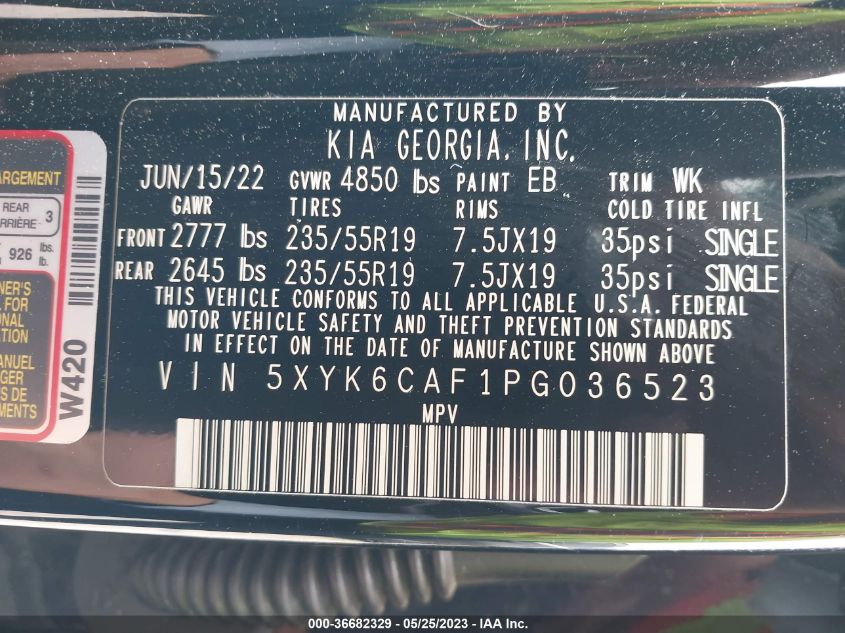 MANUFACTURED BY
KIA GEORGIA, INC.
JUN/15/22 GVWR 4850 lbs PAINT EB TRIM WK
GAWR TIRES RIMS COLD TIRE INFL
FRONT 2777 lbs 235/55R19 7.5JX19 35psi SINGLE
REAR 2645 lbs 235/55R19 7.5JX19 35psi SINGLE
THIS VEHICLE CONFORMS TO ALL APPLICABLE U.S.A. FEDERAL
MOTOR VEHICLE SAFETY AND THEFT PREVENTION STANDARDS
IN EFFECT ON THE DATE OF MANUFACTURE SHOWN ABOVE
VIN 5XYK6CAF1PG036523
MPV
REAR 3
926 lbs.
lb.
FOR
W420
000-36682329 - 05/25/2023 - IAA Inc.